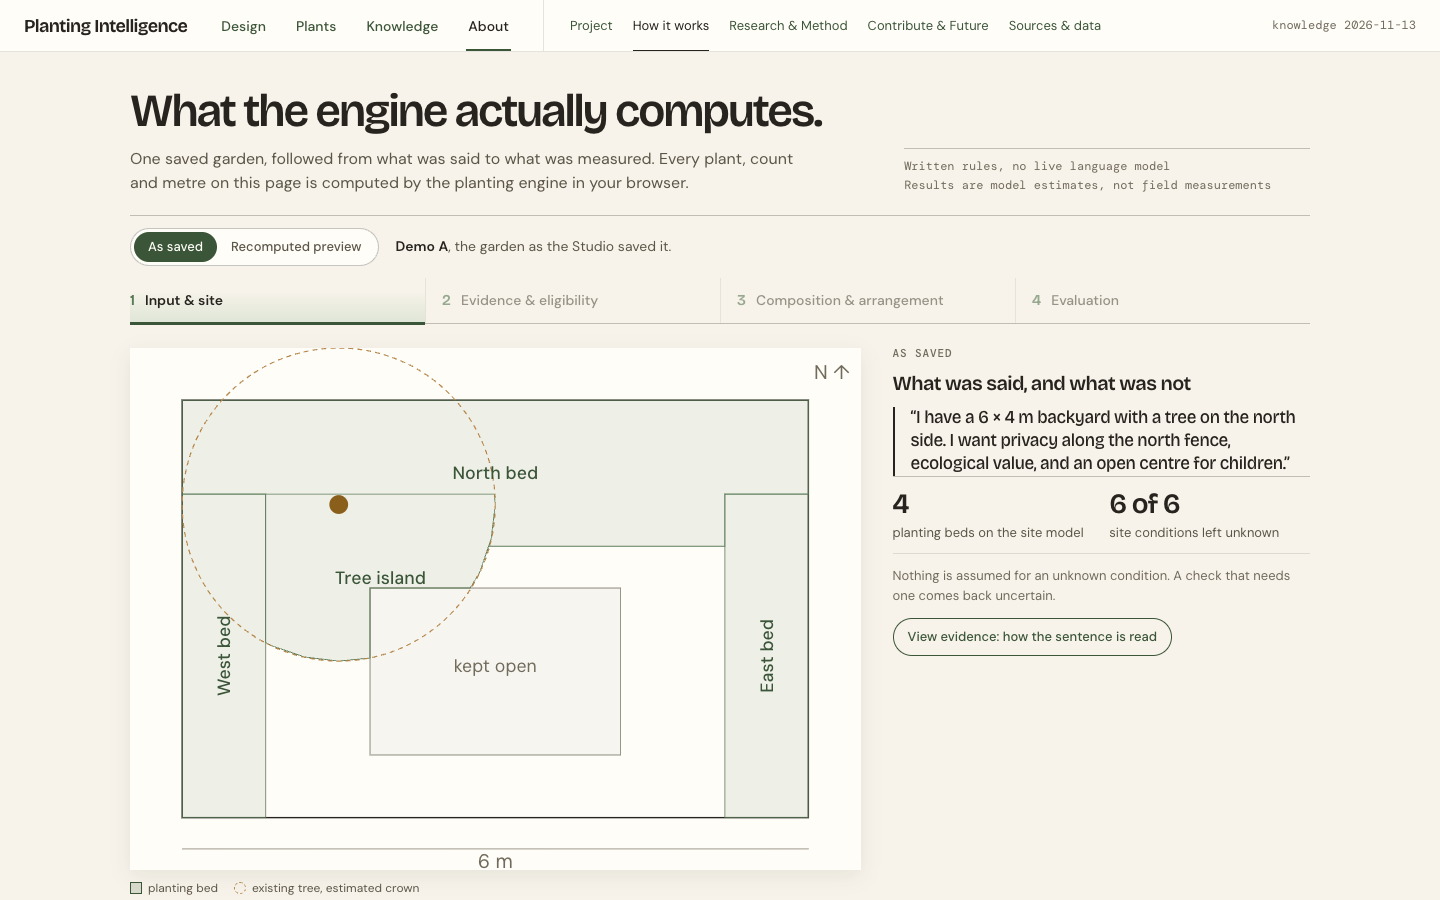 Planting Intelligence Design Plants Knowledge About Project How it works Research & Method Contribute & Future Sources & data knowledge 2026-11-13
What the engine actually computes.
One saved garden, followed from what was said to what was measured. Every plant, count
and metre on this page is computed by the planting engine in your browser.
Written rules, no live language model
Results are model estimates, not field measurements
As saved Recomputed preview Demo A, the garden as the Studio saved it.
1 Input & site 2 Evidence & eligibility 3 Composition & arrangement 4 Evaluation
N ↑
North bed
Tree island
West bed
kept open
East bed
6 m
planting bed existing tree, estimated crown
AS SAVED
What was said, and what was not
“I have a 6 × 4 m backyard with a tree on the north
side. I want privacy along the north fence,
ecological value, and an open centre for children.”
4 6 of 6
planting beds on the site model site conditions left unknown
Nothing is assumed for an unknown condition. A check that needs
one comes back uncertain.
View evidence: how the sentence is read